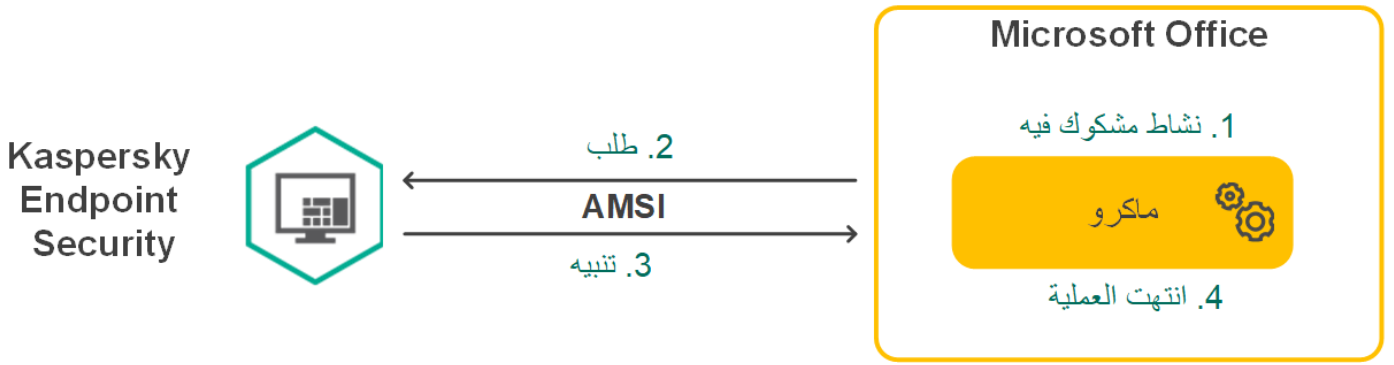 Microsoft Office
1. نشاط مشكوك فيه
ماكرو
4. انتهت العملية
2. طلب
AMSI
3. تنبيه
Kaspersky
Endpoint
Security